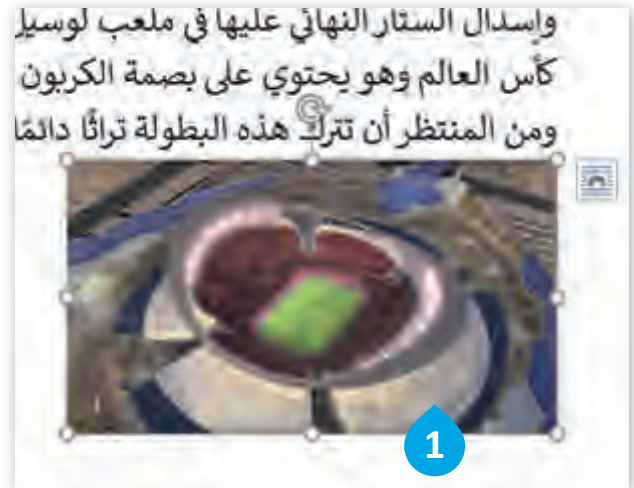 وإسدال الستار النهائي عليها في ملعب لوسيل
كأس العالم وهو يحتوي على بصمة الكربون
ومن المنتظر أن تترك هذه البطولة تراثًا دائمًا
1